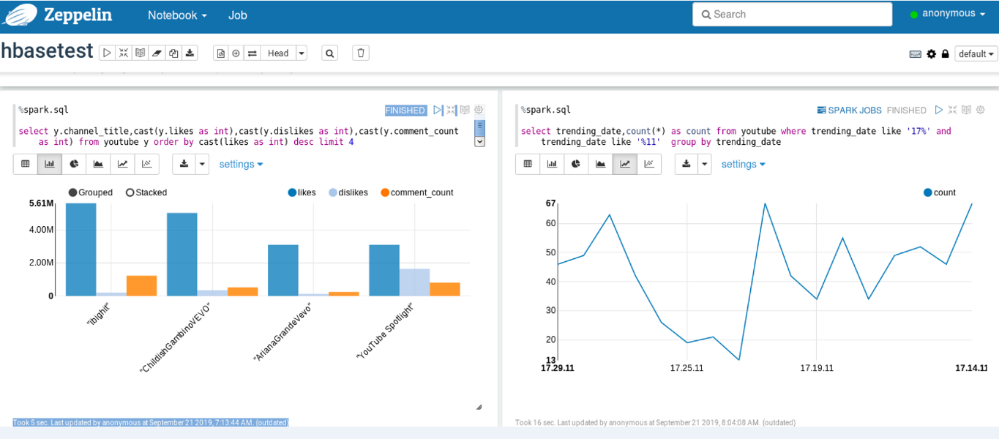 Zeppelin Notebook Job Search anonymous
hbasetest Head default
%spark.sql FINISHED
select y.channel_title,cast(y.likes as int),cast(y.dislikes as int),cast(y.comment_count
as int) from youtube y order by cast(likes as int) desc limit 4
settings
Grouped Stacked likes dislikes comment_count
5.61M
4.00M
2.00M
0
"ibighit"
"ChildishGambinoVEVO"
"ArianaGrandeVevo"
"YouTube Spotlight"
Took 5 sec. Last updated by anonymous at September 21 2019, 7:13:44 AM. (outdated)
%spark.sql SPARK JOBS FINISHED
select trending_date,count(*) as count from youtube where trending_date like '17%' and
trending_date like '%11' group by trending_date
settings
count
67
60
50
40
30
20
13
17.29.11 17.25.11 17.19.11 17.14.11
Took 16 sec. Last updated by anonymous at September 21 2019, 8:04:08 AM. (outdated)